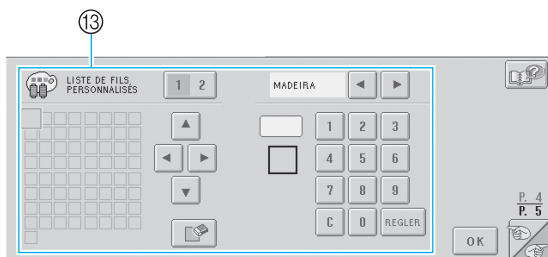 ⑬
LISTE DE FILS
PERSONNALISÉS
1 2
MADEIRA
1 2 3
4 5 6
7 8 9
C 0 REGLER
P. 4
P. 5
OK